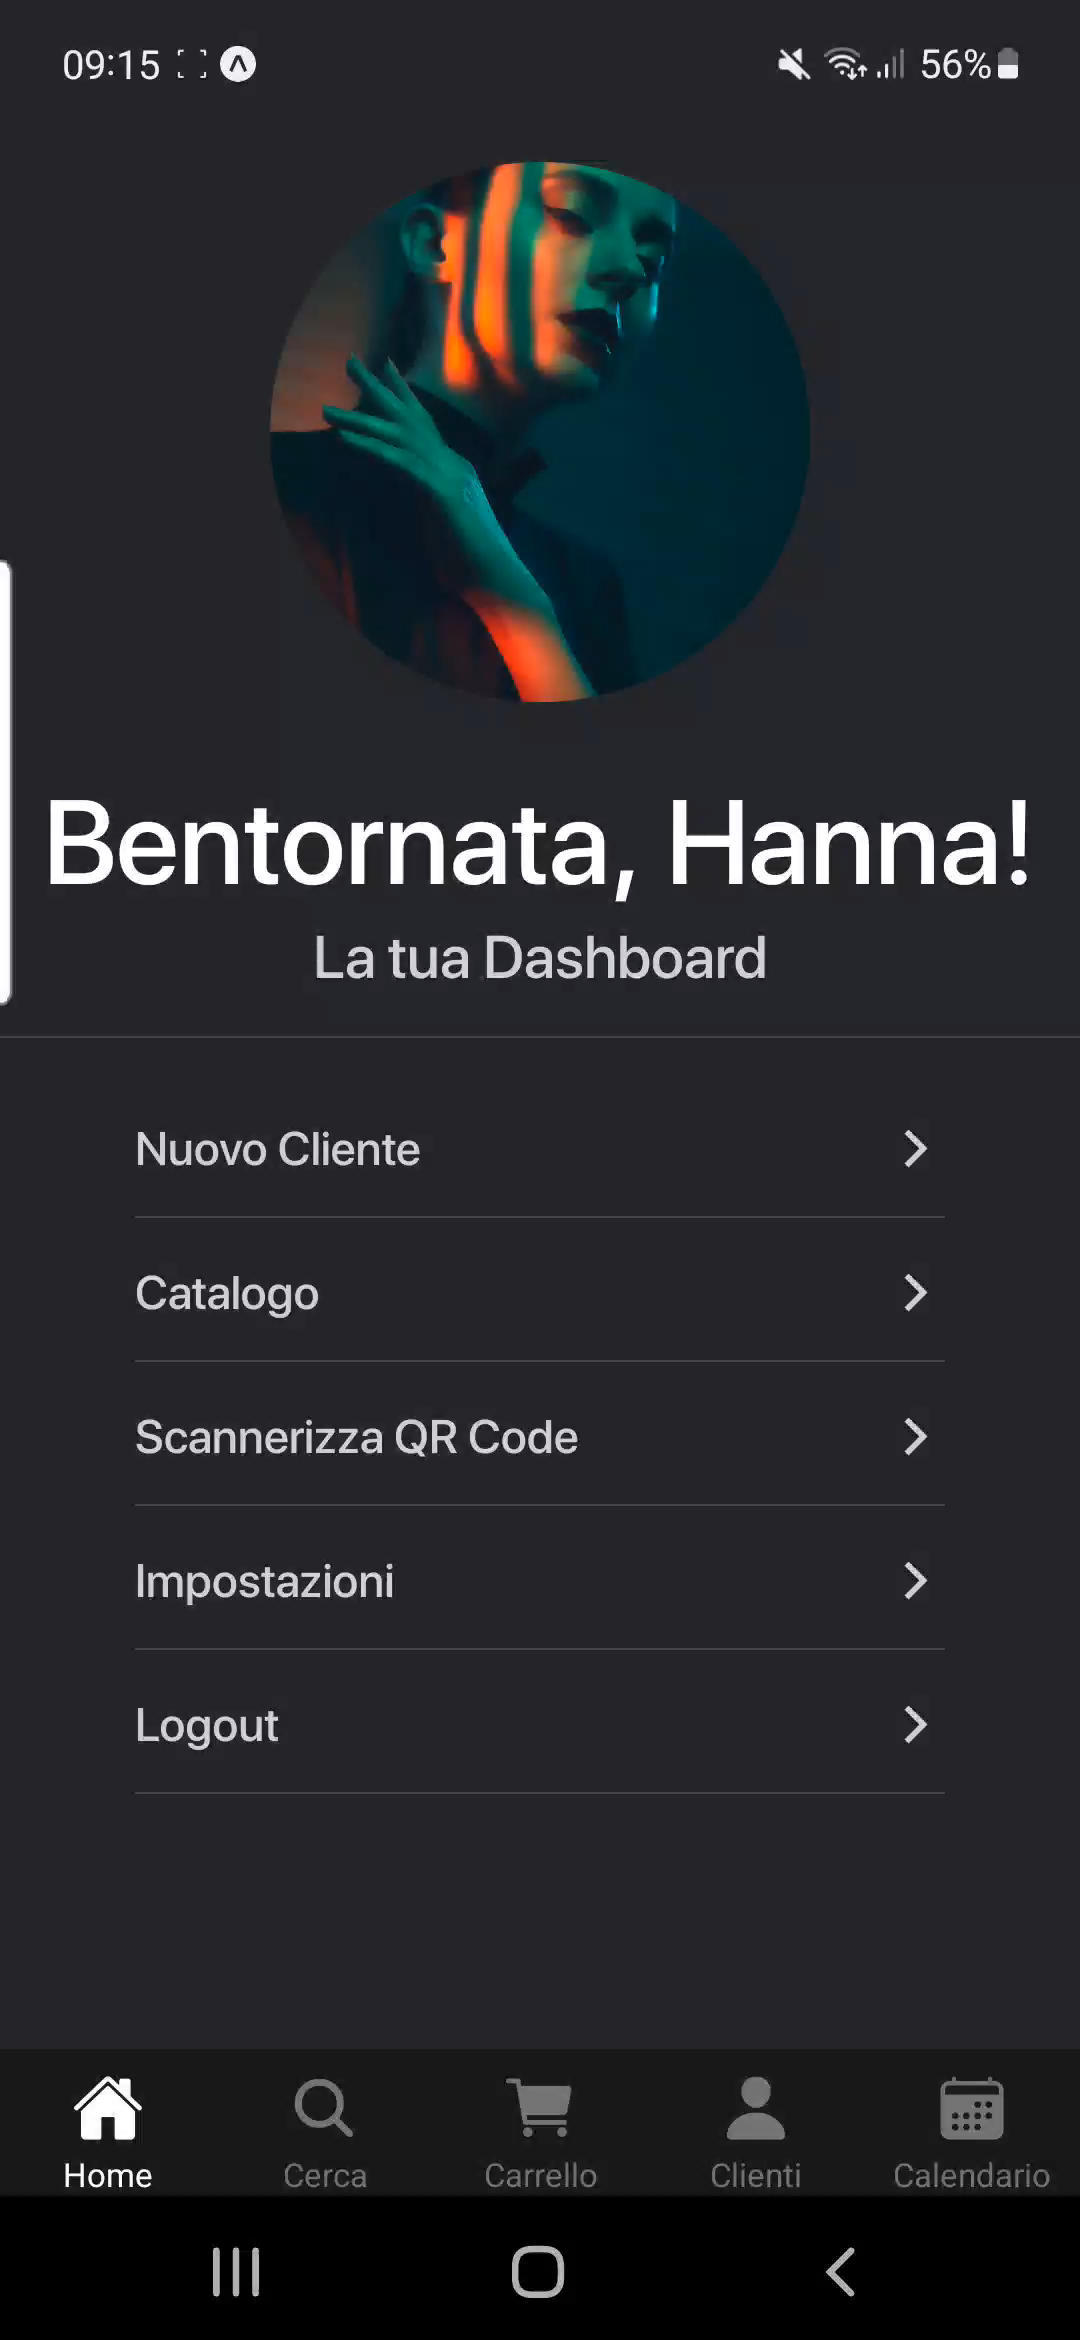 09:15
56%
Bentornata, Hanna!
La tua Dashboard
Nuovo Cliente
Catalogo
Scannerizza QR Code
Impostazioni
Logout
Home
Cerca
Carrello
Clienti
Calendario